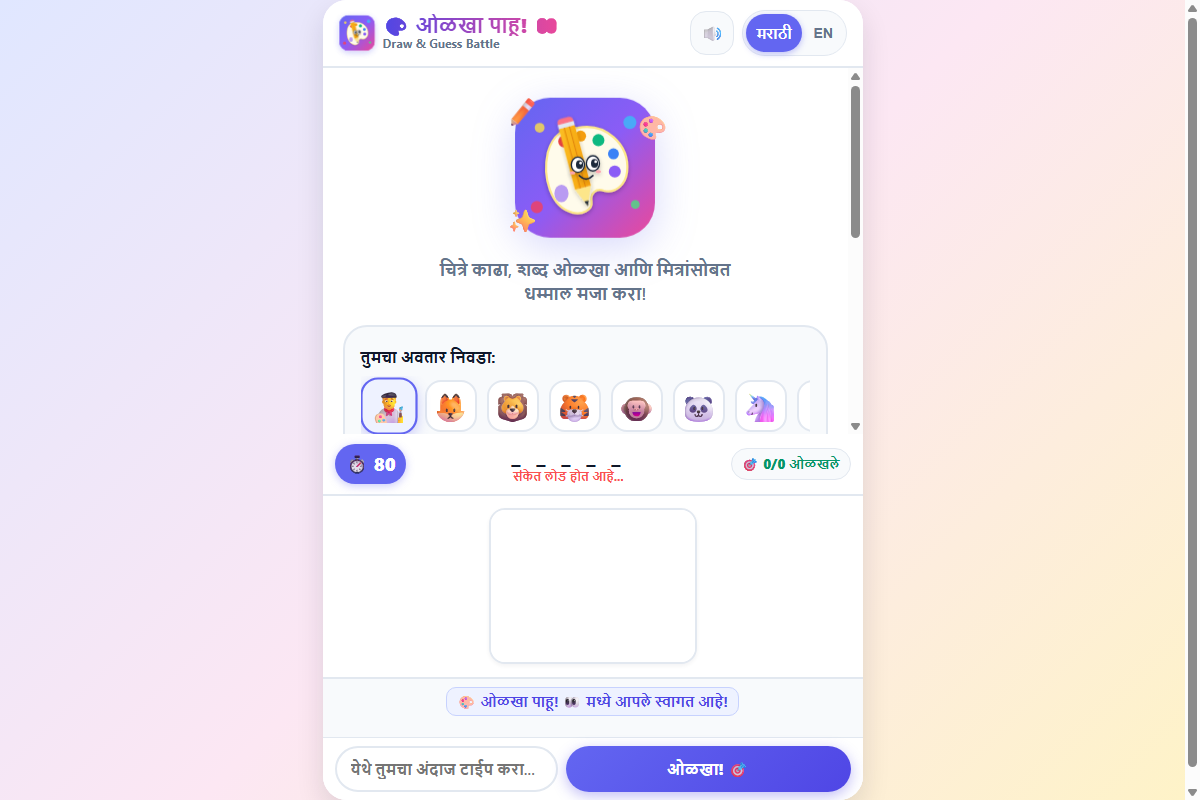 ओळखा पाहू!
Draw & Guess Battle
मराठी
EN
चित्रे काढा, शब्द ओळखा आणि मित्रांसोबत
धम्माल मजा करा!
तुमचा अवतार निवडा:
80
_ _ _ _ _
संकेत लोड होत आहे...
0/0 ओळखले
ओळखा पाहू! मध्ये आपले स्वागत आहे!
येथे तुमचा अंदाज टाईप करा...
ओळखा!